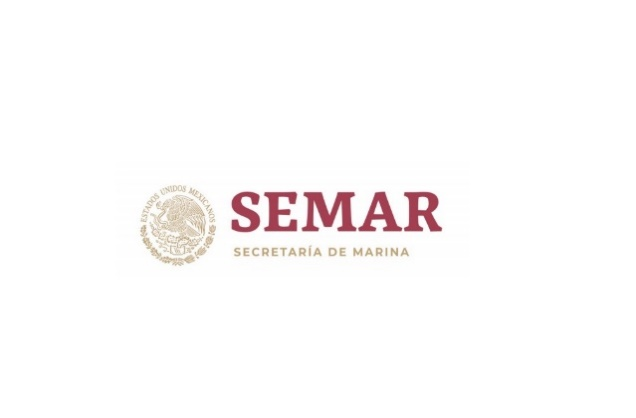 ESTADOS UNIDOS MEXICANOS
SEMAR
SECRETARÍA DE MARINA